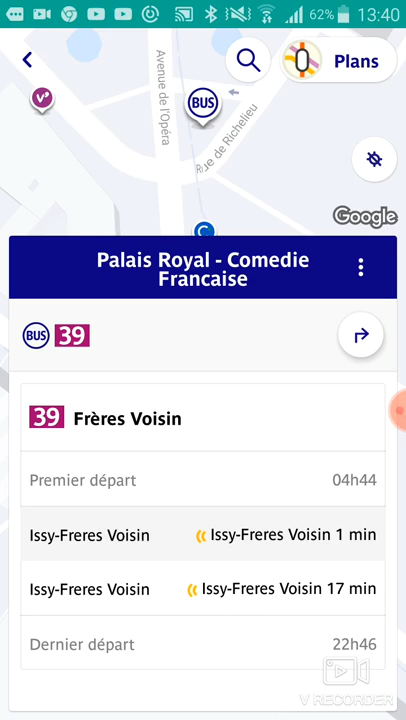 62% 13:40
Plans
V
BUS
Avenue de l'Opéra
Rue de Richelieu
Google
C
Palais Royal - Comedie
Francaise
BUS 39
39 Frères Voisin
Premier départ 04h44
Issy-Freres Voisin Issy-Freres Voisin 1 min
Issy-Freres Voisin Issy-Freres Voisin 17 min
Dernier départ 22h46
V RECORDER